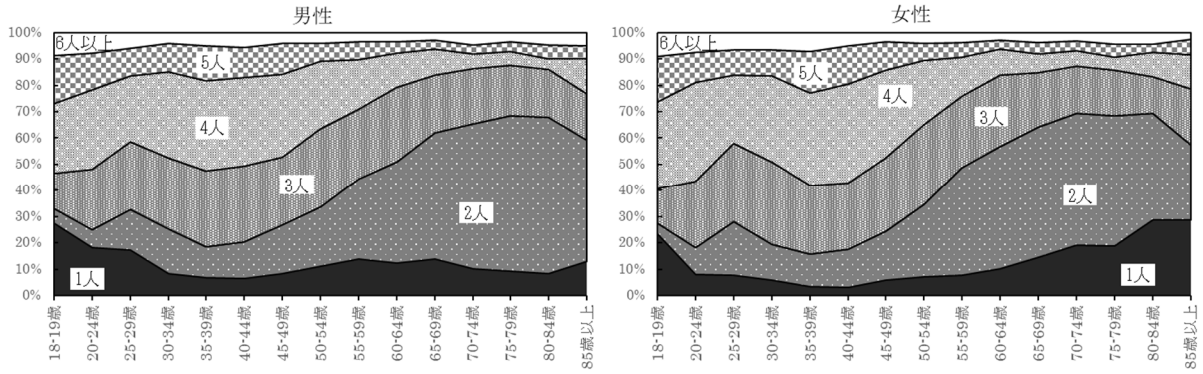 男性
100%
90%
80%
70%
60%
50%
40%
30%
20%
10%
0%
6人以上
5人
4人
3人
2人
1人
18-19歳
20-24歳
25-29歳
30-34歳
35-39歳
40-44歳
45-49歳
50-54歳
55-59歳
60-64歳
65-69歳
70-74歳
75-79歳
80-84歳
85歳以上
女性
100%
90%
80%
70%
60%
50%
40%
30%
20%
10%
0%
6人以上
5人
4人
3人
2人
1人
18-19歳
20-24歳
25-29歳
30-34歳
35-39歳
40-44歳
45-49歳
50-54歳
55-59歳
60-64歳
65-69歳
70-74歳
75-79歳
80-84歳
85歳以上